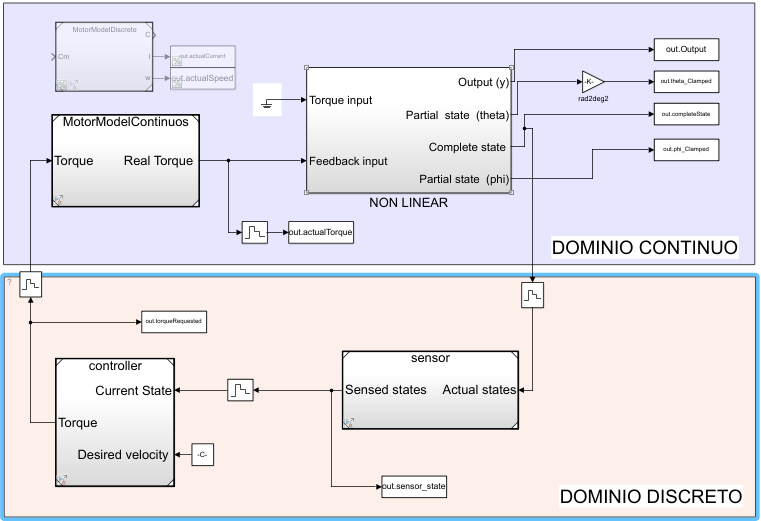 MotorModelDiscrete
C
Cm
I
w
out.actualCurrent
out.actualSpeed
MotorModelContinuos
Torque
Real Torque
Torque input
Feedback input
Output (y)
Partial state (theta)
Complete state
Partial state (phi)
NON LINEAR
-K-
rad2deg2
out.Output
out.theta_Clamped
out.completeState
out.phi_Clamped
out.actualTorque
DOMINIO CONTINUO
?
out.torqueRequested
controller
Current State
Torque
Desired velocity
-C-
sensor
Sensed states
Actual states
out.sensor_state
DOMINIO DISCRETO